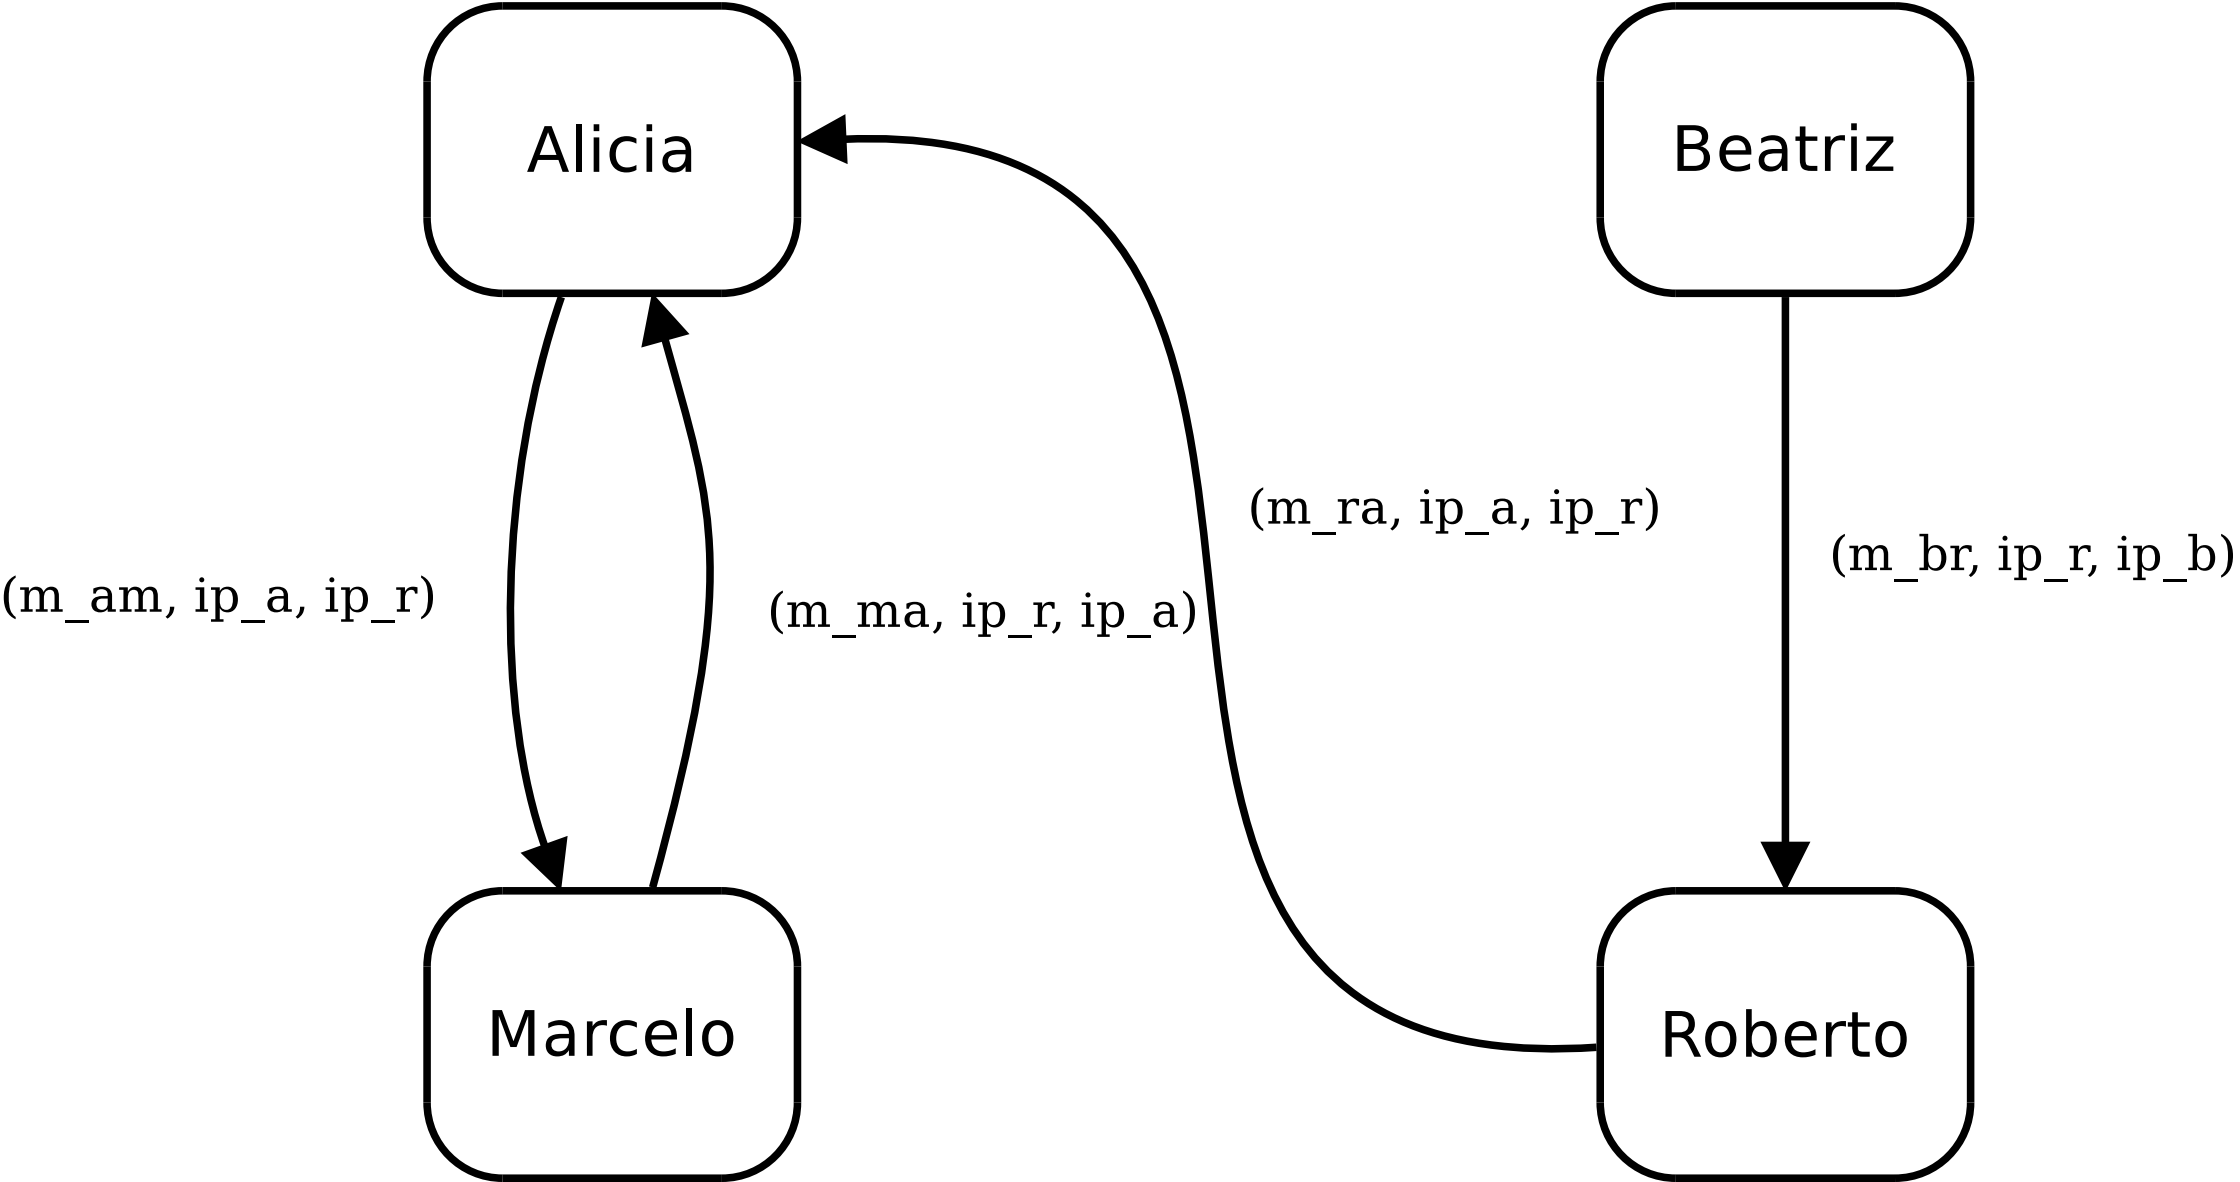 Alicia
Beatriz
(m_ra, ip_a, ip_r)
(m_br, ip_r, ip_b)
(m_am, ip_a, ip_r)
(m_ma, ip_r, ip_a)
Marcelo
Roberto